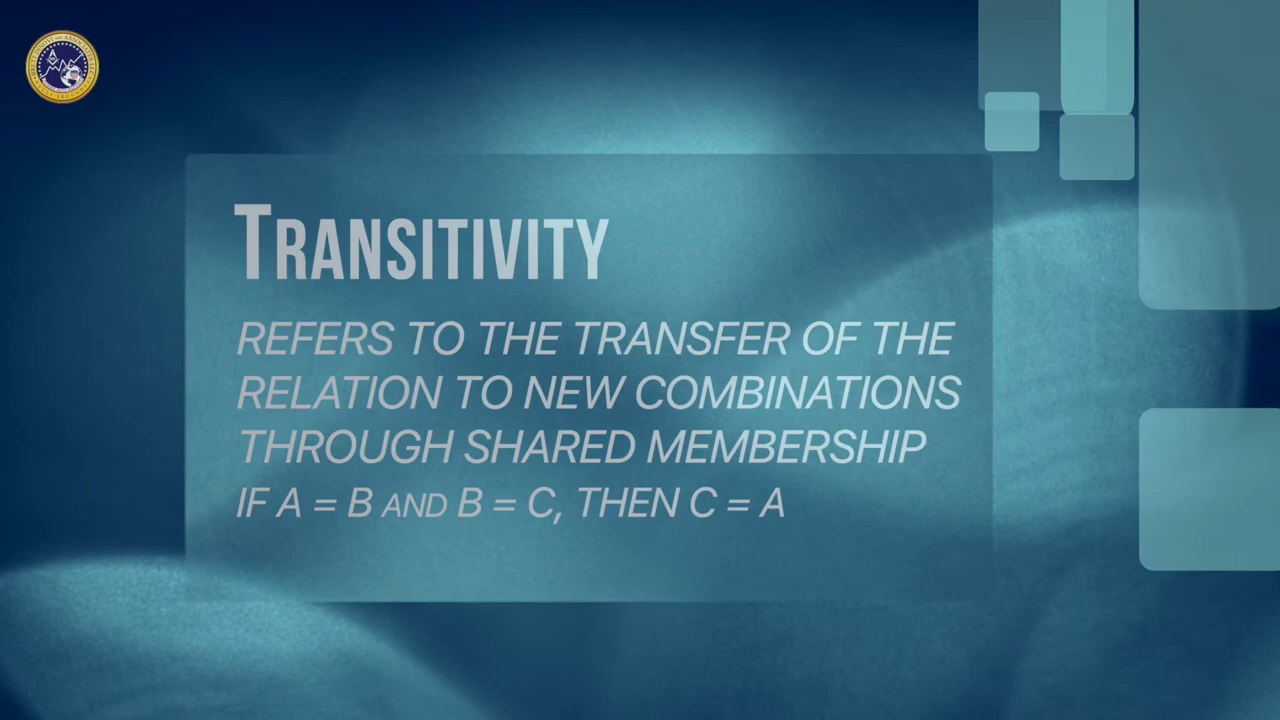 TRANSITIVITY
REFERS TO THE TRANSFER OF THE
RELATION TO NEW COMBINATIONS
THROUGH SHARED MEMBERSHIP
IF A = B AND B = C, THEN C = A